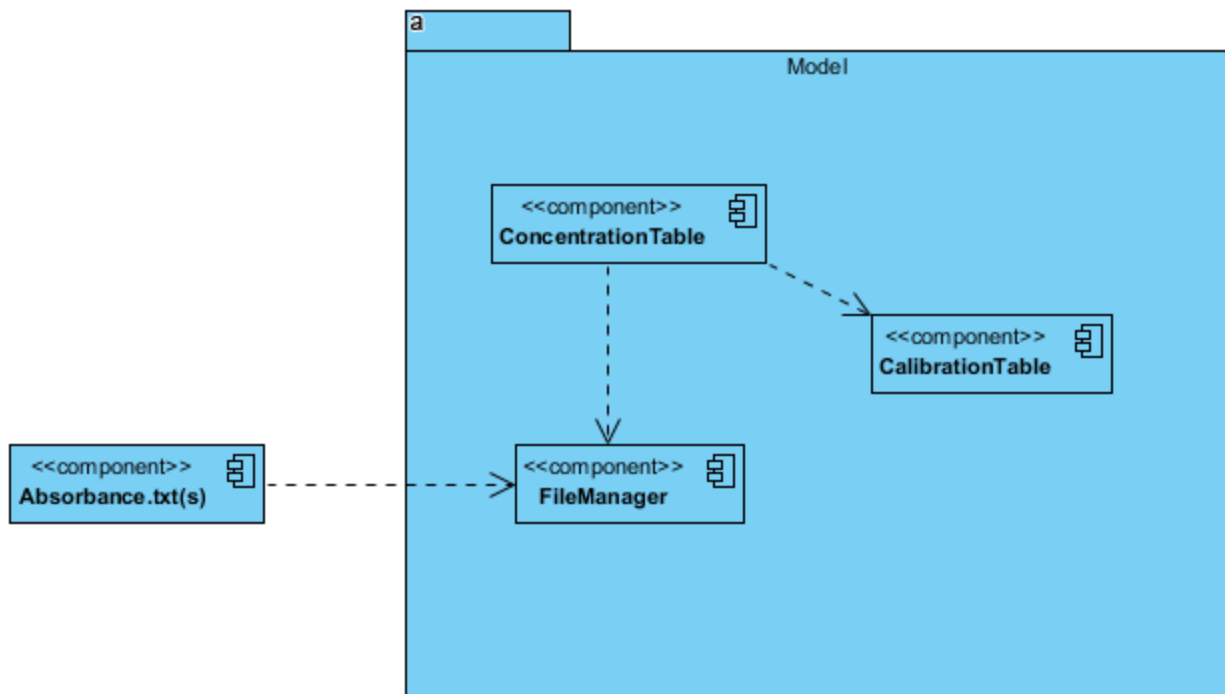 a
Model
<<component>>
ConcentrationTable
<<component>>
CalibrationTable
<<component>>
Absorbance.txt(s)
<<component>>
FileManager